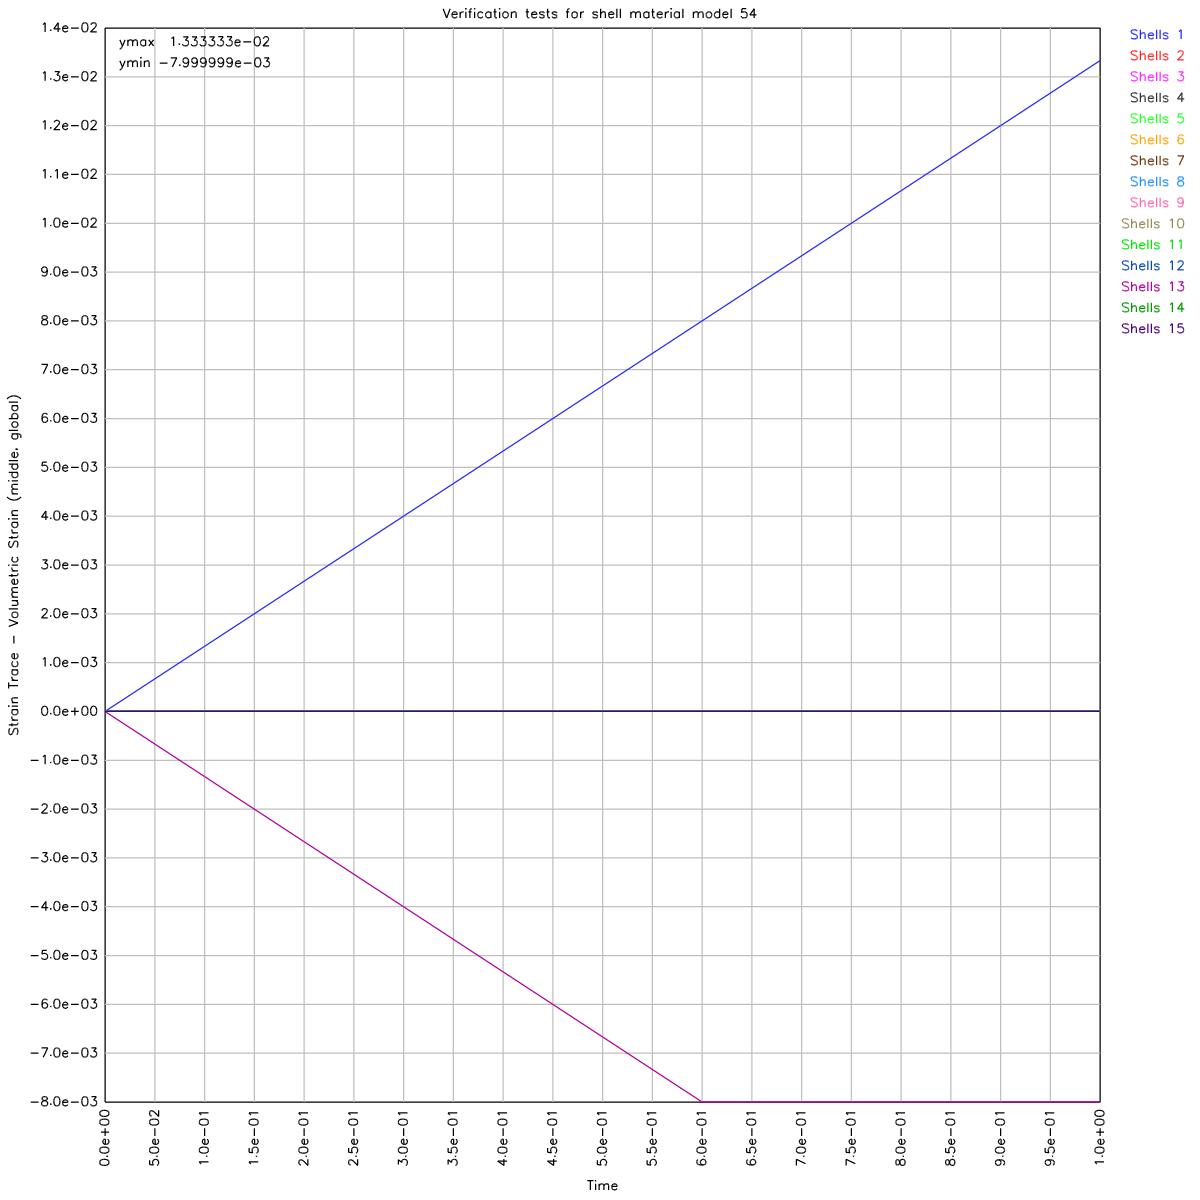 Verification tests for shell material model 54
ymax 1.333333e-02
ymin -7.999999e-03
Strain Trace - Volumetric Strain (middle, global)
1.4e-02
1.3e-02
1.2e-02
1.1e-02
1.0e-02
9.0e-03
8.0e-03
7.0e-03
6.0e-03
5.0e-03
4.0e-03
3.0e-03
2.0e-03
1.0e-03
0.0e+00
-1.0e-03
-2.0e-03
-3.0e-03
-4.0e-03
-5.0e-03
-6.0e-03
-7.0e-03
-8.0e-03
0.0e+00
5.0e-02
1.0e-01
1.5e-01
2.0e-01
2.5e-01
3.0e-01
3.5e-01
4.0e-01
4.5e-01
5.0e-01
5.5e-01
6.0e-01
6.5e-01
7.0e-01
7.5e-01
8.0e-01
8.5e-01
9.0e-01
9.5e-01
1.0e+00
Time
Shells 1
Shells 2
Shells 3
Shells 4
Shells 5
Shells 6
Shells 7
Shells 8
Shells 9
Shells 10
Shells 11
Shells 12
Shells 13
Shells 14
Shells 15